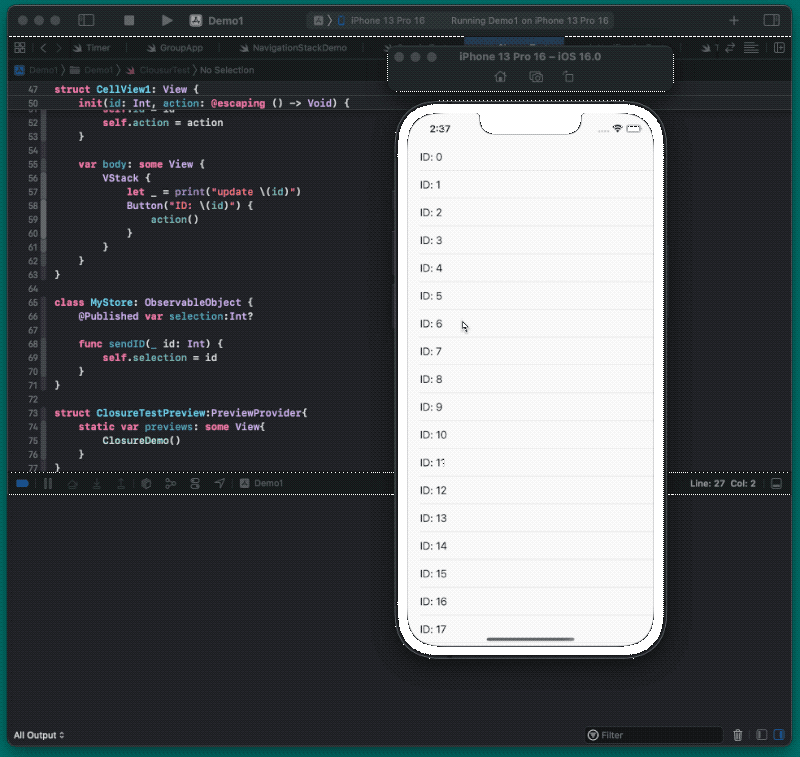 Demo1
iPhone 13 Pro 16
Running Demo1 on iPhone 13 Pro 16
Timer
GroupApp
NavigationStackDemo
Demo1 Demo1 ClosureTest No Selection
iPhone 13 Pro 16 – iOS 16.0
47 struct CellView1: View {
50 init(id: Int, action: @escaping () -> Void) {
52 self.action = action
53 }
54
55 var body: some View {
56 VStack {
57 let _ = print("update \(id)")
58 Button("ID: \(id)") {
59 action()
60 }
61 }
62 }
63 }
64
65 class MyStore: ObservableObject {
66 @Published var selection:Int?
67
68 func sendID(_ id: Int) {
69 self.selection = id
70 }
71 }
72
73 struct ClosureTestPreview:PreviewProvider{
74 static var previews: some View{
75 ClosureDemo()
76 }
77 }
Demo1
Line: 27 Col: 2
2:37
ID: 0
ID: 1
ID: 2
ID: 3
ID: 4
ID: 5
ID: 6
ID: 7
ID: 8
ID: 9
ID: 10
ID: 12
ID: 13
ID: 14
ID: 15
ID: 16
ID: 17
All Output
Filter